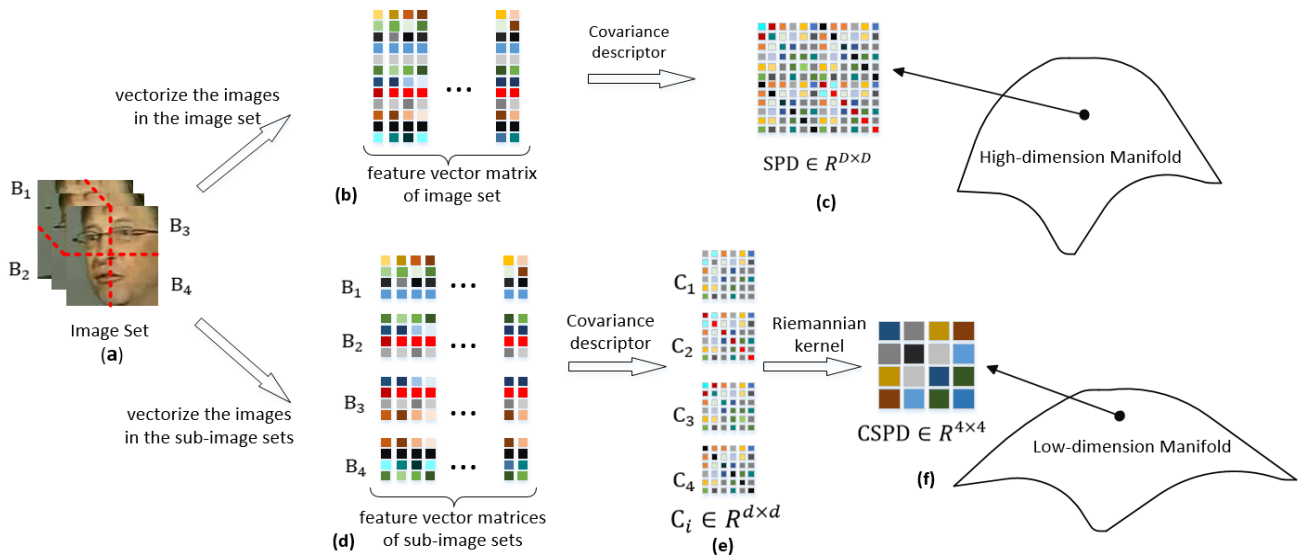 vectorize the images
in the image set
B₁
B₂
B₃
B₄
Image Set
(a)
vectorize the images
in the sub-image sets
...
feature vector matrix
of image set
(b)
Covariance
descriptor
SPD ∈ R^{D×D}
(c)
High-dimension Manifold
B₁
...
B₂
...
B₃
...
B₄
...
feature vector matrices
of sub-image sets
(d)
Covariance
descriptor
C₁
C₂
C₃
C₄
C_i ∈ R^{d×d}
(e)
Riemannian
kernel
CSPD ∈ R^{4×4}
(f)
Low-dimension Manifold